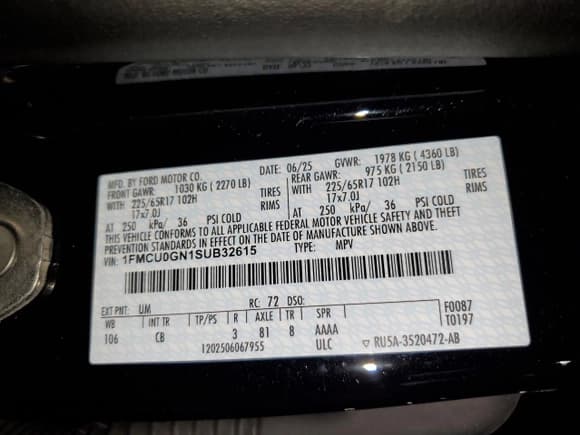 MFD. BY FORD MOTOR CO.
DATE: 06/25 GVWR: 1978 KG ( 4360 LB)
FRONT GAWR: 1030 KG ( 2270 LB) REAR GAWR: 975 KG ( 2150 LB)
WITH 225/65R17 102H TIRES WITH 225/65R17 102H TIRES
17x7.0J RIMS 17x7.0J RIMS
AT 250 kPa/ 36 PSI COLD AT 250 kPa/ 36 PSI COLD
THIS VEHICLE CONFORMS TO ALL APPLICABLE FEDERAL MOTOR VEHICLE SAFETY AND THEFT
PREVENTION STANDARDS IN EFFECT ON THE DATE OF MANUFACTURE SHOWN ABOVE.
VIN: 1FMCU0GN1SUB32615 TYPE: MPV
EXT PNT: UM RC: 72 DSO:
WB INT TR TP/PS R AXLE TR SPR F0087
106 CB 3 81 8 AAAA T0197
1202506067955 ULC RU5A-3520472-AB